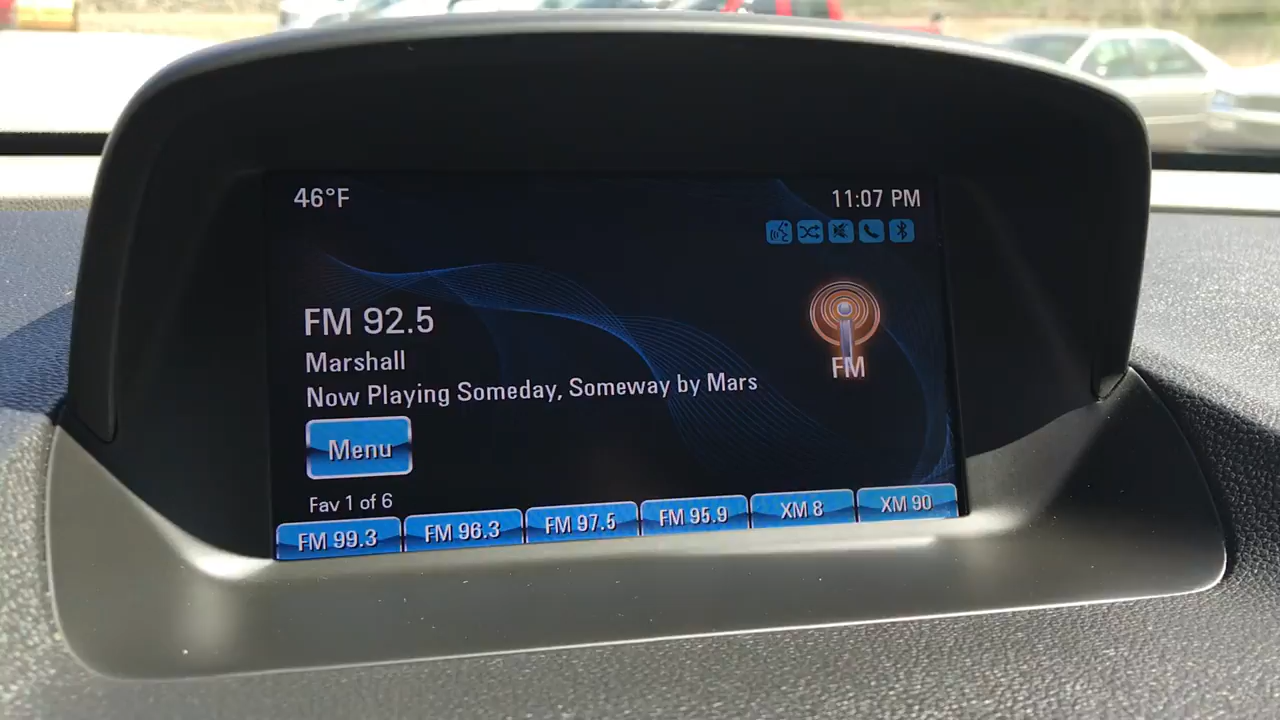 46°F
11:07 PM
FM 92.5
Marshall
Now Playing Someday, Someway by Mars
FM
Menu
Fav 1 of 6
FM 99.3
FM 96.3
FM 97.5
FM 95.9
XM 8
XM 90